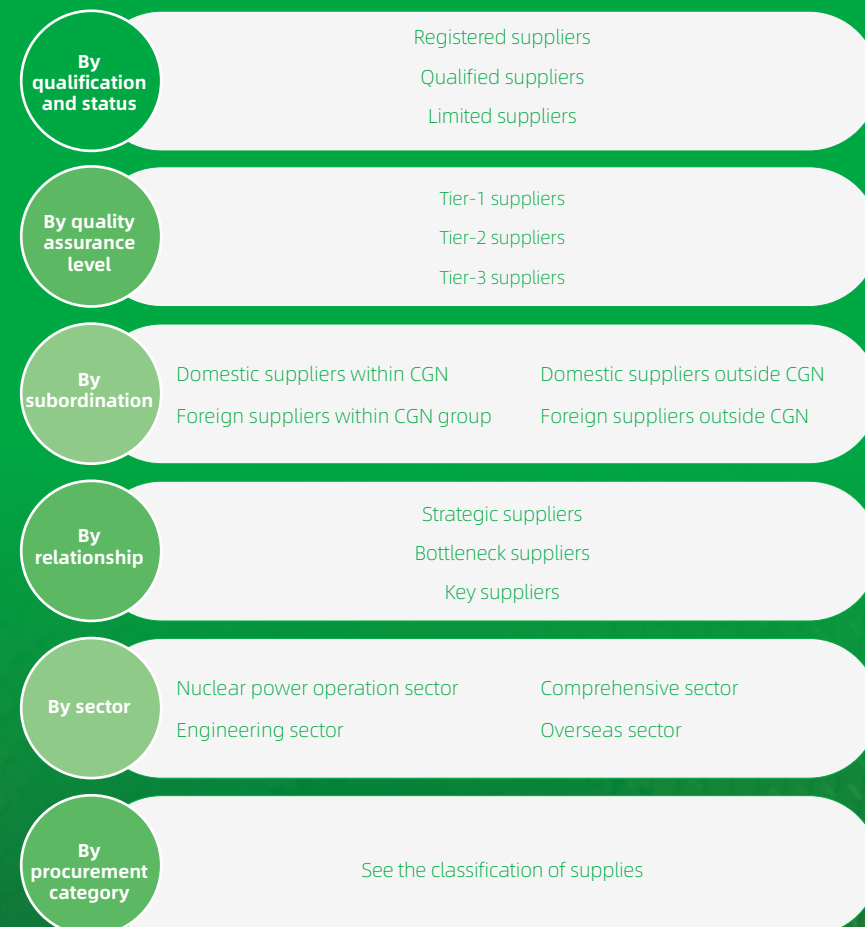 By
qualification
and status
Registered suppliers
Qualified suppliers
Limited suppliers
By quality
assurance
level
Tier-1 suppliers
Tier-2 suppliers
Tier-3 suppliers
By
subordination
Domestic suppliers within CGN
Domestic suppliers outside CGN
Foreign suppliers within CGN group
Foreign suppliers outside CGN
By
relationship
Strategic suppliers
Bottleneck suppliers
Key suppliers
By sector
Nuclear power operation sector
Comprehensive sector
Engineering sector
Overseas sector
By
procurement
category
See the classification of supplies